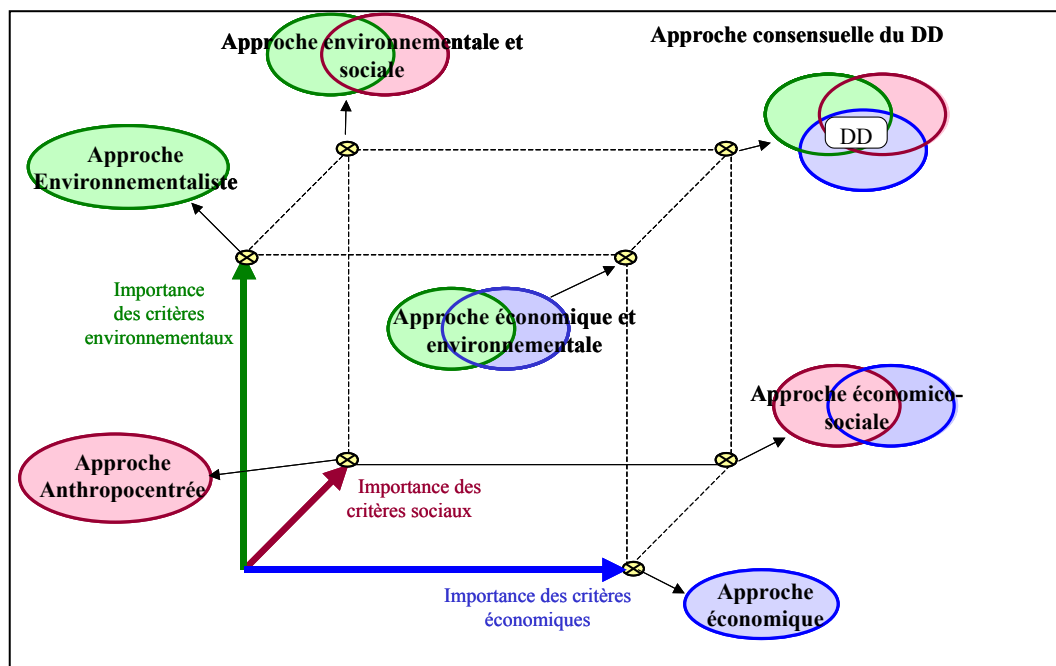 Approche environnementale et
sociale
Approche consensuelle du DD
DD
Approche
Environnementaliste
Importance
des critères
environnementaux
Approche économique et
environnementale
Approche économico-
sociale
Approche
Anthropocentrée
Importance des
critères sociaux
Importance des critères
économiques
Approche
économique